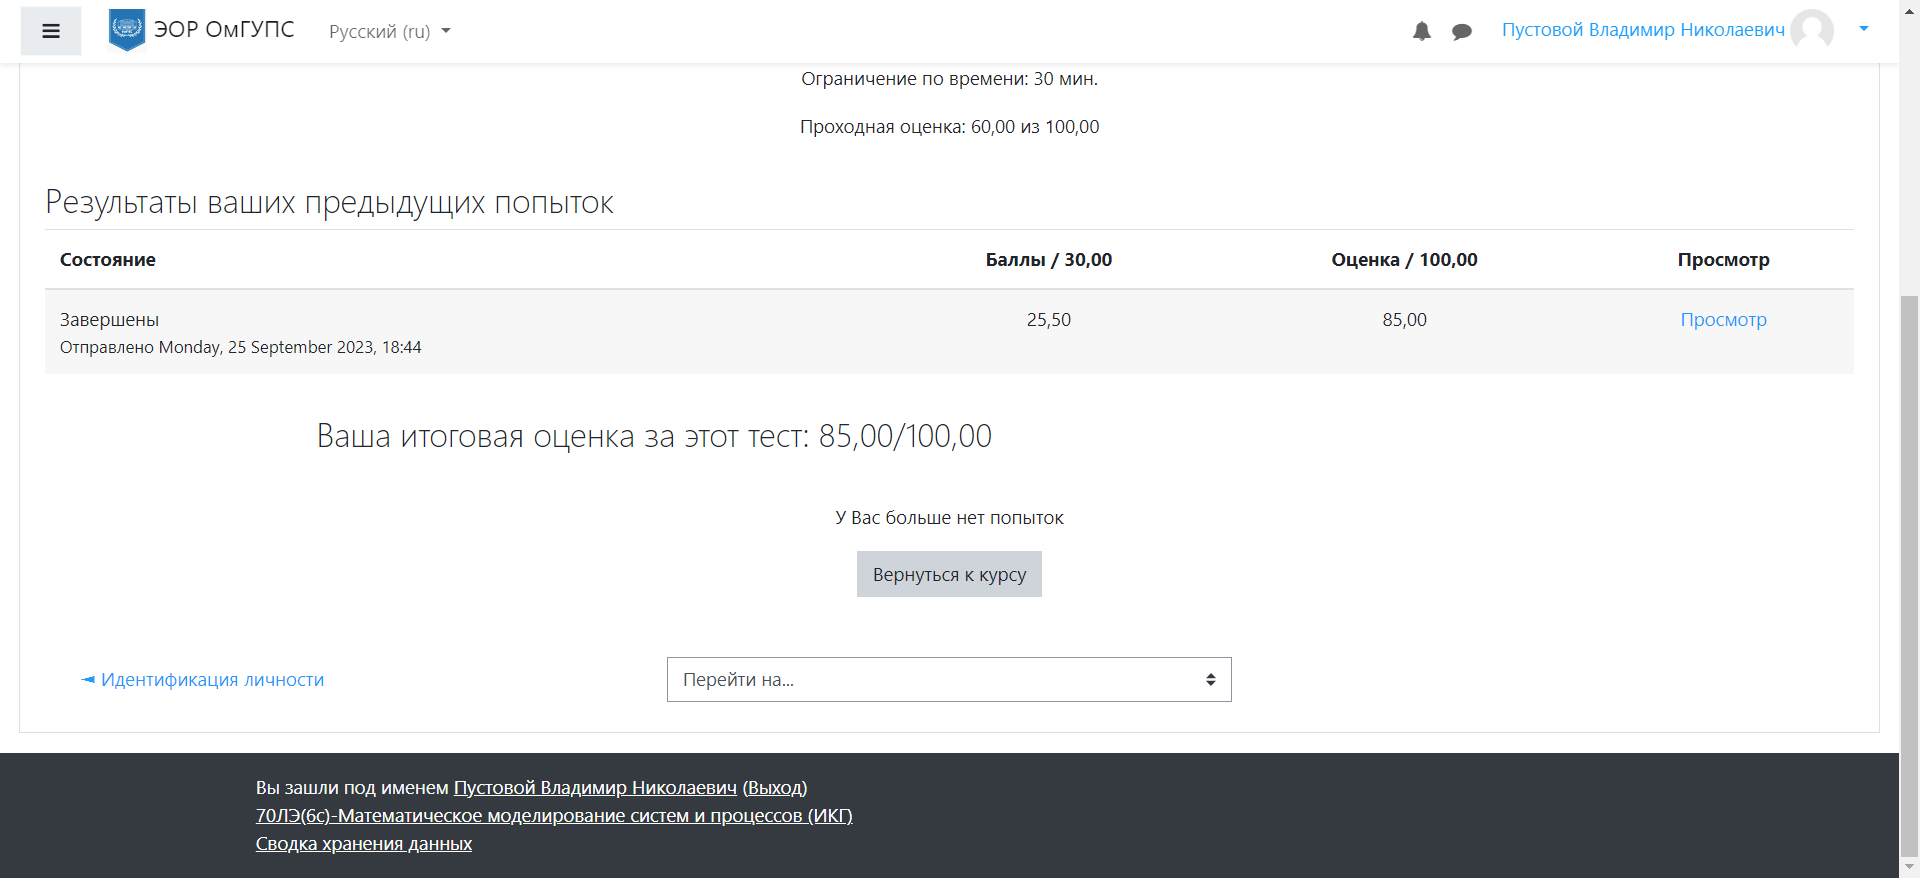 ЭОР ОмГУПС Русский (ru) Пустовой Владимир Николаевич
Ограничение по времени: 30 мин.
Проходная оценка: 60,00 из 100,00
Результаты ваших предыдущих попыток
Состояние Баллы / 30,00 Оценка / 100,00 Просмотр
Завершены 25,50 85,00 Просмотр
Отправлено Monday, 25 September 2023, 18:44
Ваша итоговая оценка за этот тест: 85,00/100,00
У Вас больше нет попыток
Вернуться к курсу
◄ Идентификация личности Перейти на...
Вы зашли под именем Пустовой Владимир Николаевич (Выход)
70ЛЭ(6с)-Математическое моделирование систем и процессов (ИКГ)
Сводка хранения данных